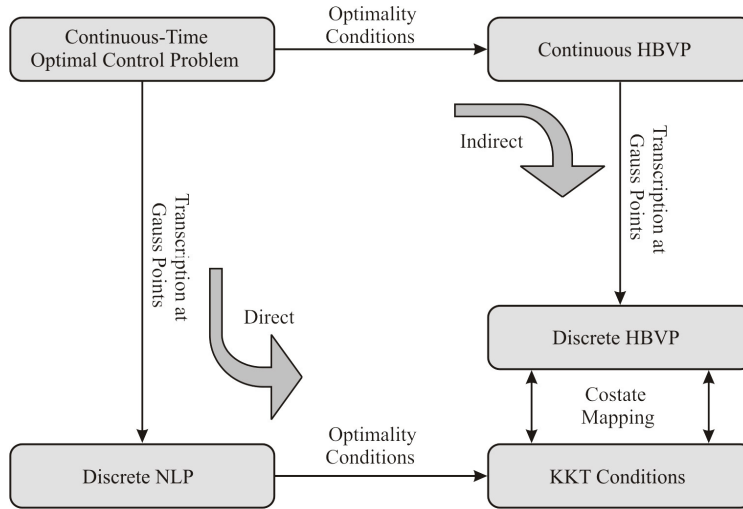 Optimality
Conditions
Continuous-Time
Optimal Control Problem
Continuous HBVP
Indirect
Transcription at
Gauss Points
Transcription at
Gauss Points
Direct
Discrete HBVP
Costate
Mapping
Optimality
Conditions
Discrete NLP
KKT Conditions